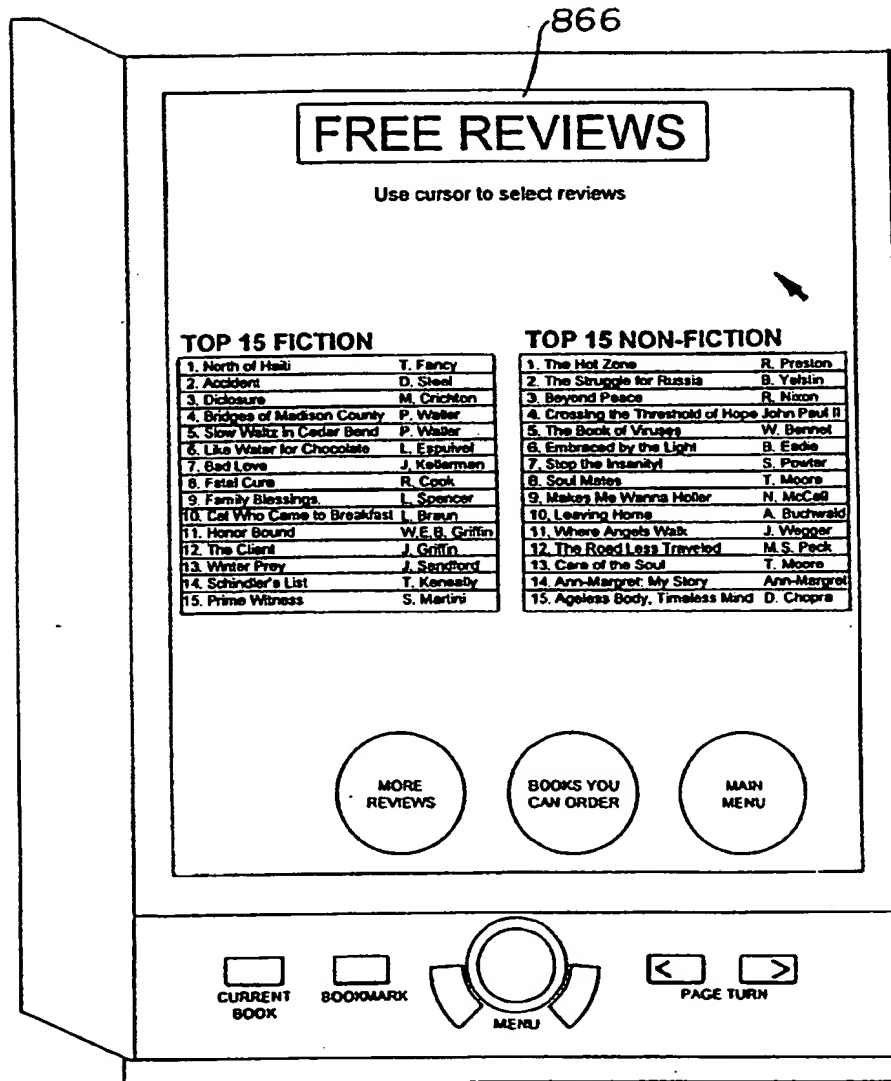 866
FREE REVIEWS
Use cursor to select reviews
TOP 15 FICTION
1. North of Haiti T. Fancy
2. Accident D. Steel
3. Diclosure M. Crichton
4. Bridges of Madison County P. Waller
5. Slow Waltz in Cedar Bend P. Waller
6. Like Water for Chocolate L. Espuivel
7. Bad Love J. Kellerman
8. Fatal Cure R. Cook
9. Family Blessings. L. Spencer
10. Cat Who Came to Breakfast L. Braun
11. Honor Bound W.E.B. Griffin
12. The Client J. Griffin
13. Winter Prey J. Sandford
14. Schindler's List T. Keneally
15. Prime Witness S. Martini
TOP 15 NON-FICTION
1. The Hot Zone R. Preston
2. The Struggle for Russia B. Yelstin
3. Beyond Peace R. Nixon
4. Crossing the Threshold of Hope John Paul II
5. The Book of Viruses W. Bennet
6. Embraced by the Light B. Eadie
7. Stop the Insanity! S. Powter
8. Soul Mates T. Moore
9. Makes Me Wanna Holler N. McCall
10. Leaving Home A. Buchwald
11. Where Angels Walk J. Wegger
12. The Road Less Traveled M.S. Peck
13. Care of the Soul T. Moore
14. Ann-Margret: My Story Ann-Margret
15. Ageless Body, Timeless Mind D. Chopra
MORE
REVIEWS
BOOKS YOU
CAN ORDER
MAIN
MENU
CURRENT
BOOK
BOOKMARK
MENU
< >
PAGE TURN